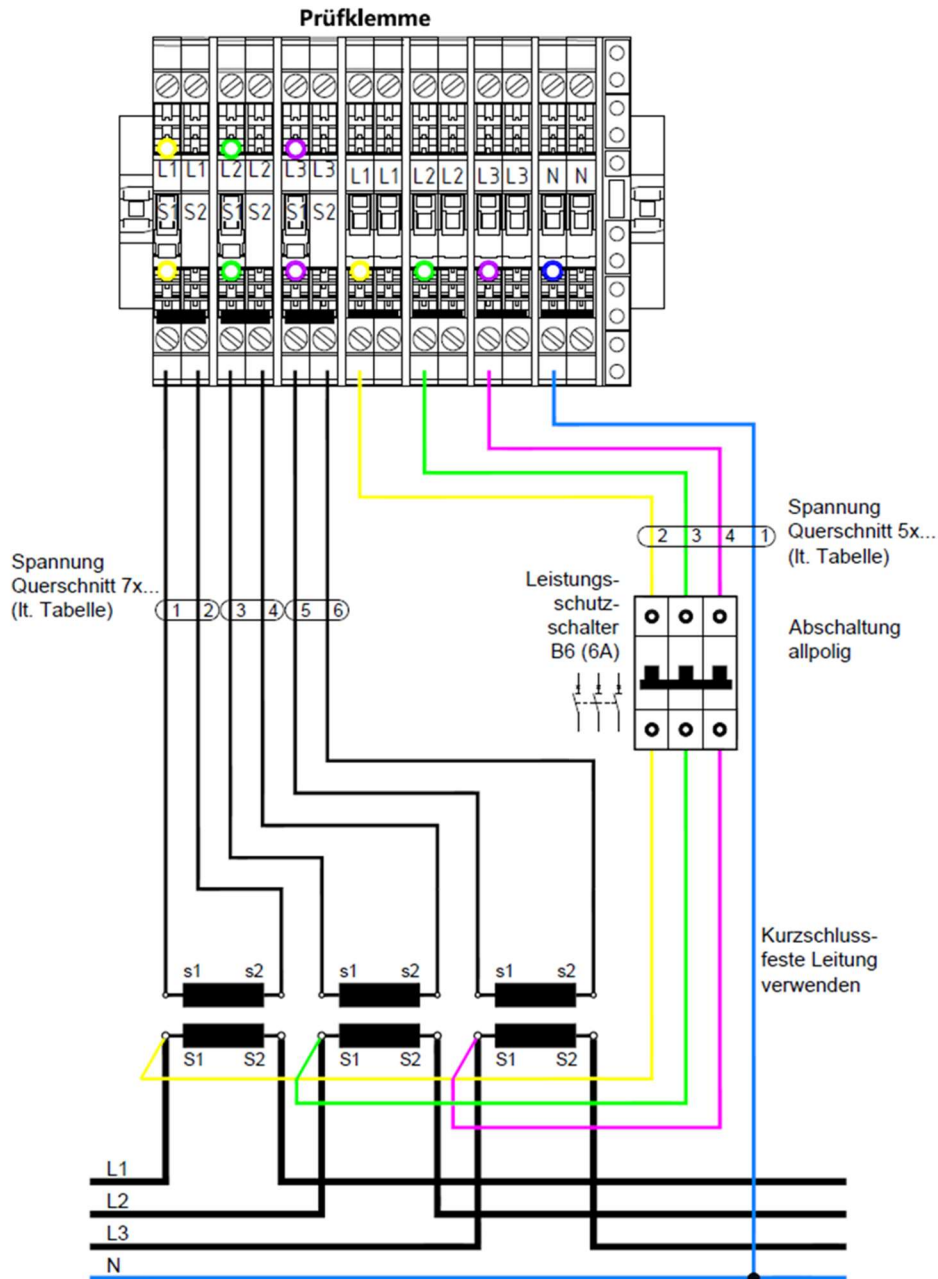 Prüfklemme
L1 L1 L2 L2 L3 L3 L1 L1 L2 L2 L3 L3 N N
S1 S2 S1 S2 S1 S2
Spannung
Querschnitt 5x...
(lt. Tabelle)
2 3 4 1
Spannung
Querschnitt 7x...
(lt. Tabelle)
1 2 3 4 5 6
Leistungs-
schutz-
schalter
B6 (6A)
Abschaltung
allpolig
Kurzschluss-
feste Leitung
verwenden
s1 s2 s1 s2 s1 s2
S1 S2 S1 S2 S1 S2
L1
L2
L3
N